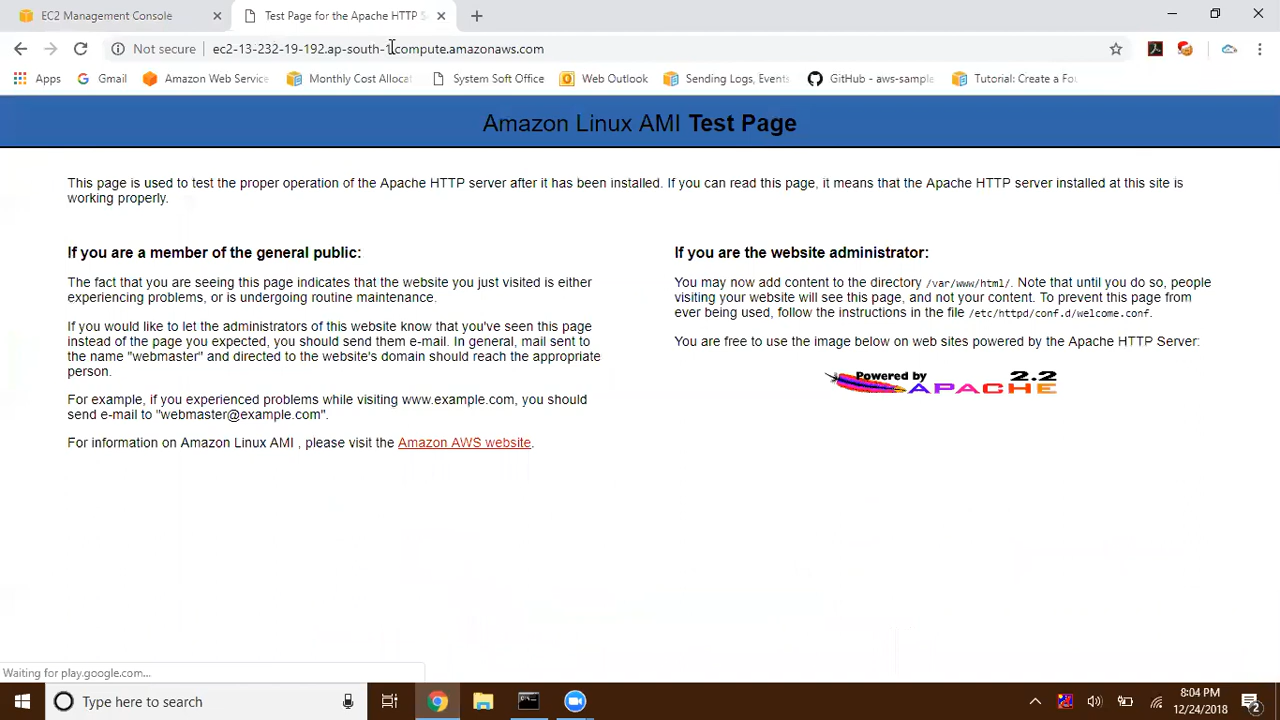 EC2 Management Console
Test Page for the Apache HTTP S
Not secure
ec2-13-232-19-192.ap-south-1.compute.amazonaws.com
Apps
Gmail
Amazon Web Service
Monthly Cost Allocat
System Soft Office
Web Outlook
Sending Logs, Events
GitHub - aws-sample
Tutorial: Create a Fo
Amazon Linux AMI Test Page
This page is used to test the proper operation of the Apache HTTP server after it has been installed. If you can read this page, it means that the Apache HTTP server installed at this site is
working properly.
If you are a member of the general public:
The fact that you are seeing this page indicates that the website you just visited is either
experiencing problems, or is undergoing routine maintenance.
If you would like to let the administrators of this website know that you've seen this page
instead of the page you expected, you should send them e-mail. In general, mail sent to
the name "webmaster" and directed to the website's domain should reach the appropriate
person.
For example, if you experienced problems while visiting www.example.com, you should
send e-mail to "webmaster@example.com".
For information on Amazon Linux AMI , please visit the Amazon AWS website.
If you are the website administrator:
You may now add content to the directory /var/www/html/. Note that until you do so, people
visiting your website will see this page, and not your content. To prevent this page from
ever being used, follow the instructions in the file /etc/httpd/conf.d/welcome.conf.
You are free to use the image below on web sites powered by the Apache HTTP Server:
Powered by 2.2
APACHE
Waiting for play.google.com...
Type here to search
8:04 PM
12/24/2018
2